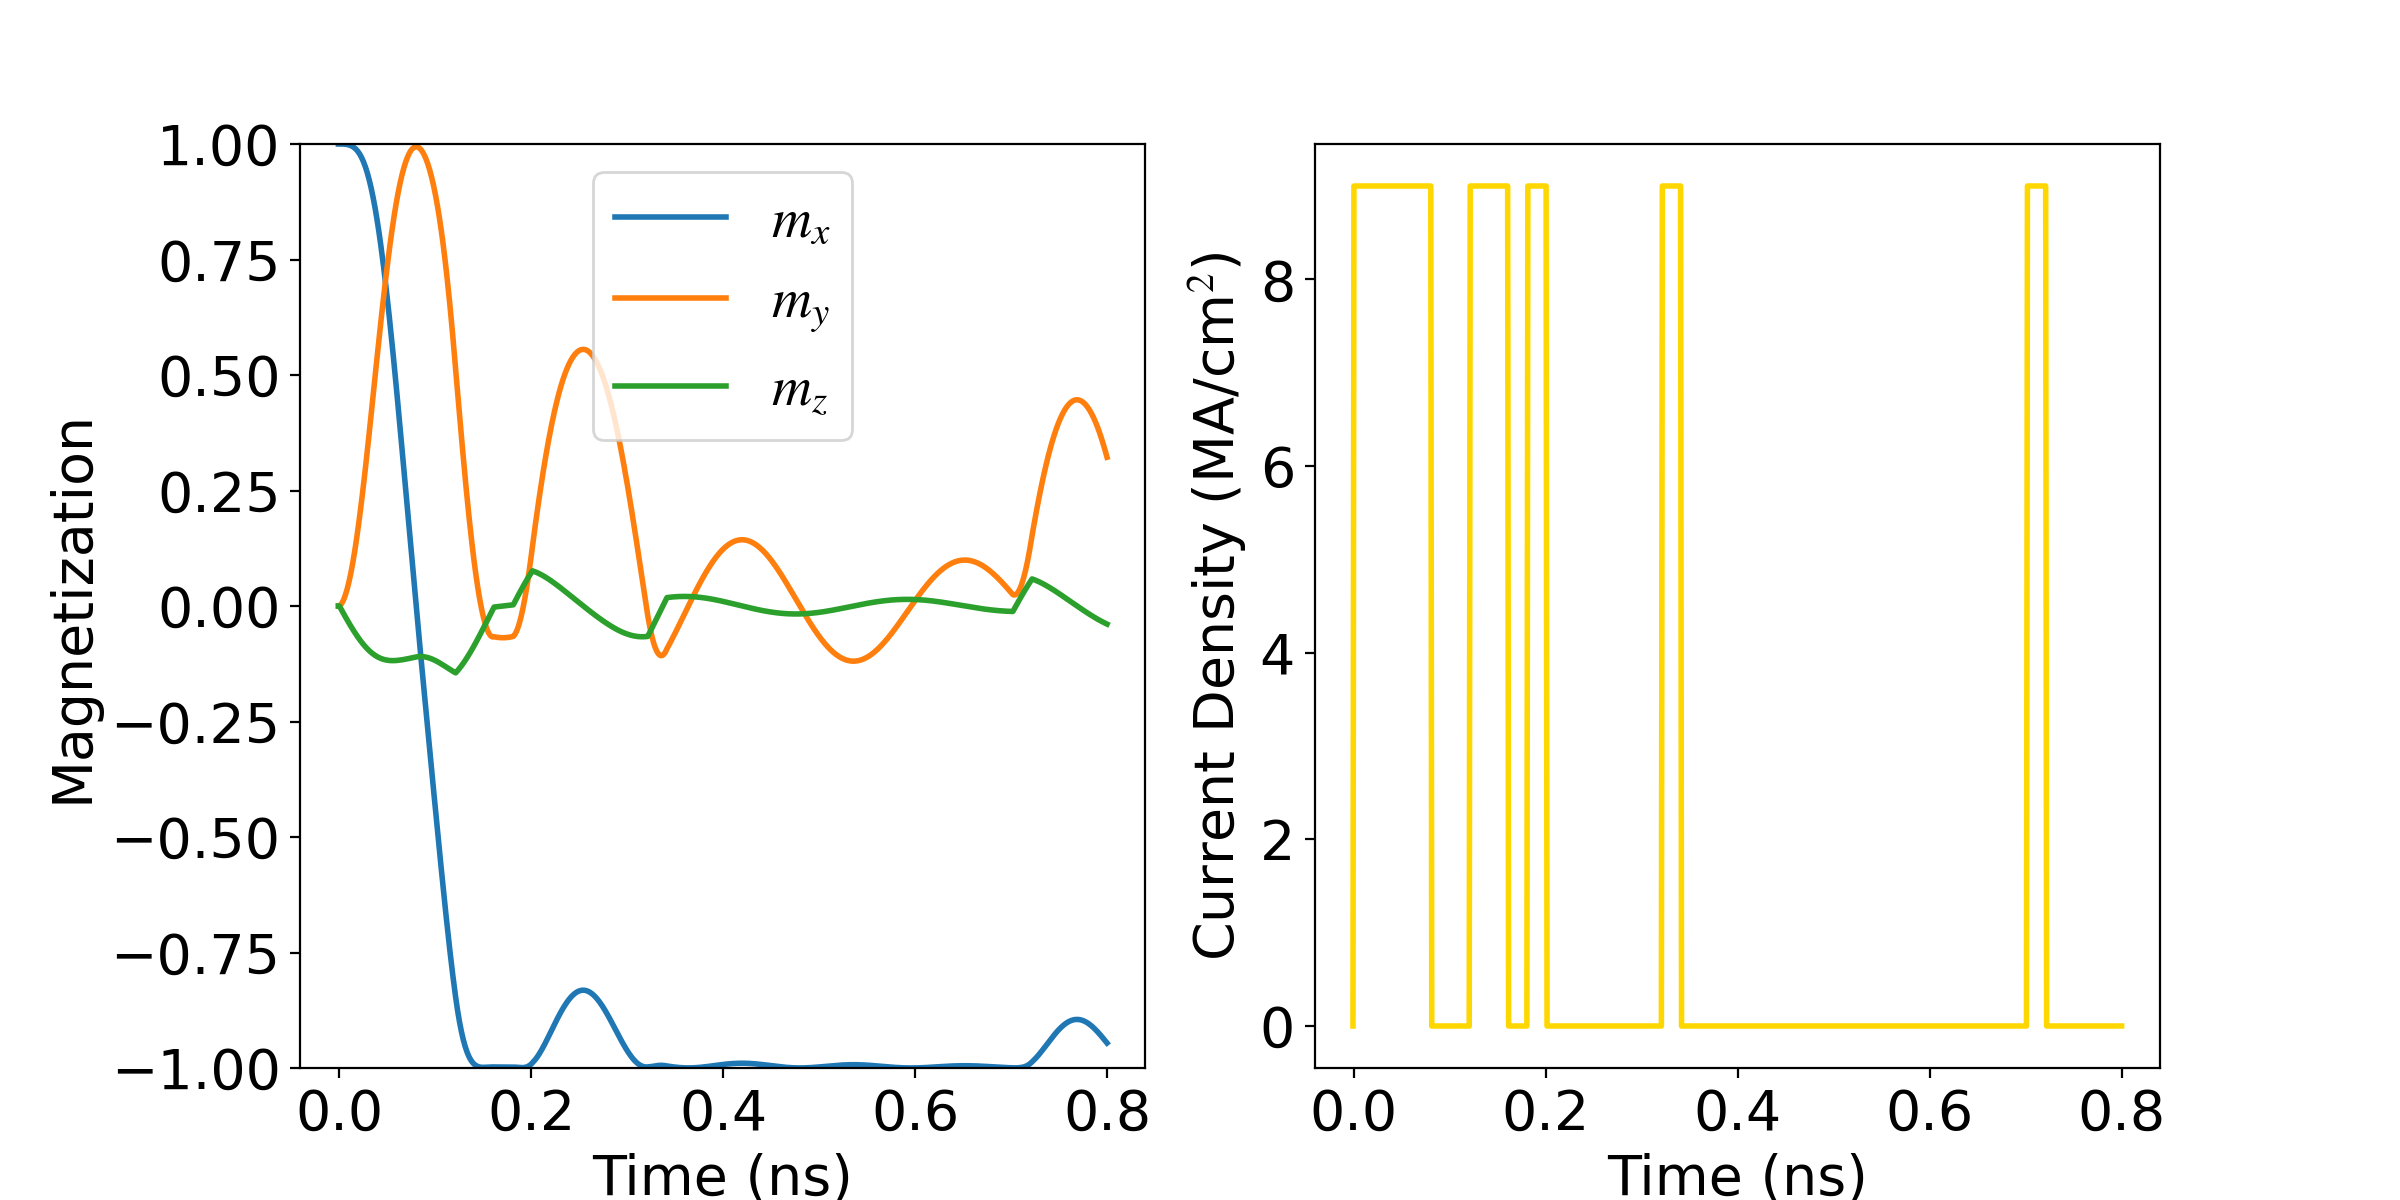 1.00
0.75
0.50
0.25
0.00
−0.25
−0.50
−0.75
−1.00
Magnetization
0.0 0.2 0.4 0.6 0.8
Time (ns)
m_x
m_y
m_z
8
6
4
2
0
Current Density (MA/cm²)
0.0 0.2 0.4 0.6 0.8
Time (ns)